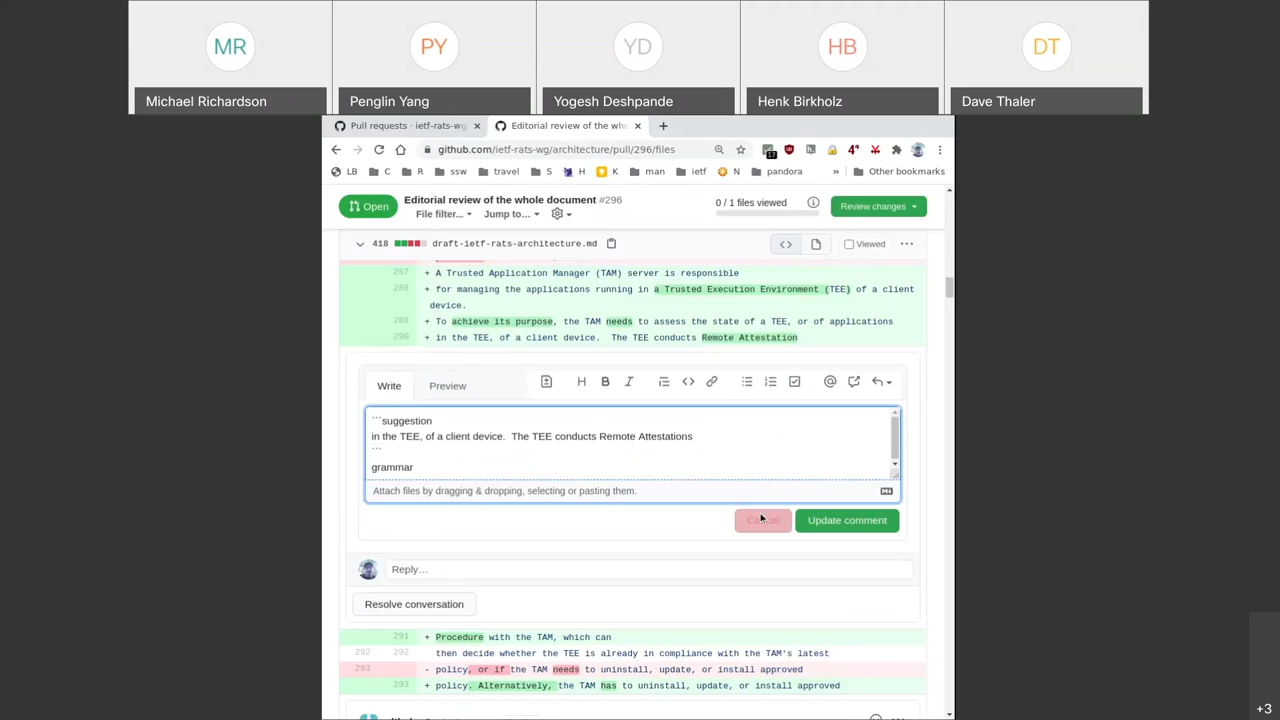 MR
PY
YD
HB
DT
Michael Richardson
Penglin Yang
Yogesh Deshpande
Henk Birkholz
Dave Thaler
Pull requests · ietf-rats-wg
Editorial review of the who
github.com/ietf-rats-wg/architecture/pull/296/files
17
LB
C
R
ssw
travel
S
H
K
man
ietf
N
pandora
»
Other bookmarks
Open
Editorial review of the whole document #296
File filter...
Jump to…
0 / 1 files viewed
Review changes
418
draft-ietf-rats-architecture.md
Viewed
287 + A Trusted Application Manager (TAM) server is responsible
288 + for managing the applications running in a Trusted Execution Environment (TEE) of a client
device.
289 + To achieve its purpose, the TAM needs to assess the state of a TEE, or of applications
290 + in the TEE, of a client device.  The TEE conducts Remote Attestation
Write
Preview
```suggestion
in the TEE, of a client device.  The TEE conducts Remote Attestations
```
grammar
Attach files by dragging & dropping, selecting or pasting them.
Cancel
Update comment
Reply…
Resolve conversation
291 + Procedure with the TAM, which can
292 292 then decide whether the TEE is already in compliance with the TAM's latest
293 - policy, or if the TAM needs to uninstall, update, or install approved
293 + policy. Alternatively, the TAM has to uninstall, update, or install approved
+3